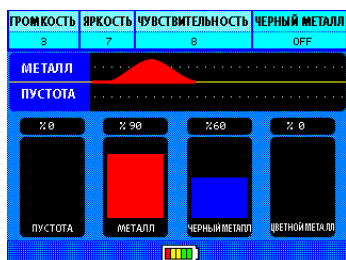 ГРОМКОСТЬ ЯРКОСТЬ ЧУВСТВИТЕЛЬНОСТЬ ЧЕРНЫЙ МЕТАЛЛ
3 7 8 OFF
МЕТАЛЛ
ПУСТОТА
%0 %90 %60 % 0
ПУСТОТА МЕТАЛЛ ЧЕРНЫЙ МЕТАЛЛ ЦВЕТНОЙ МЕТАЛЛ